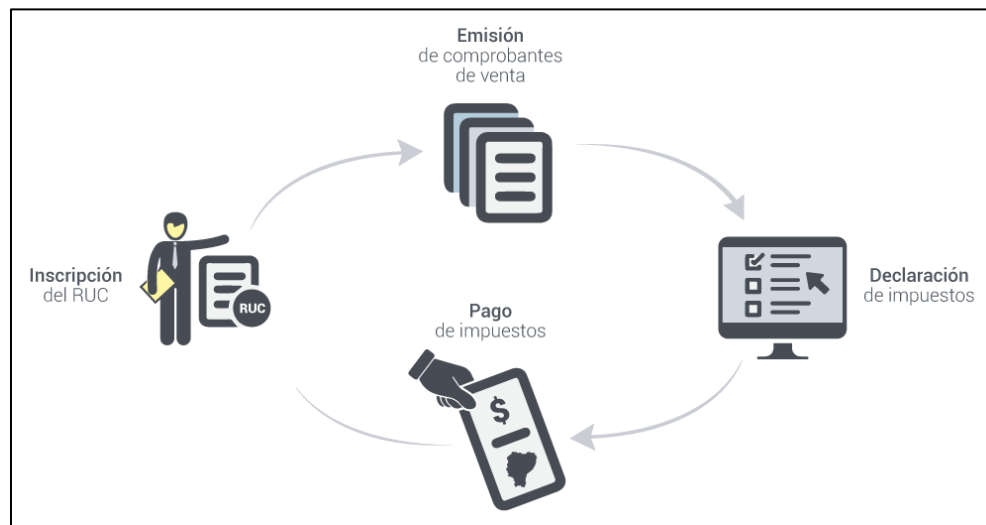 Emisión
de comprobantes
de venta
Inscripción
del RUC
RUC
Declaración
de impuestos
Pago
de impuestos
$